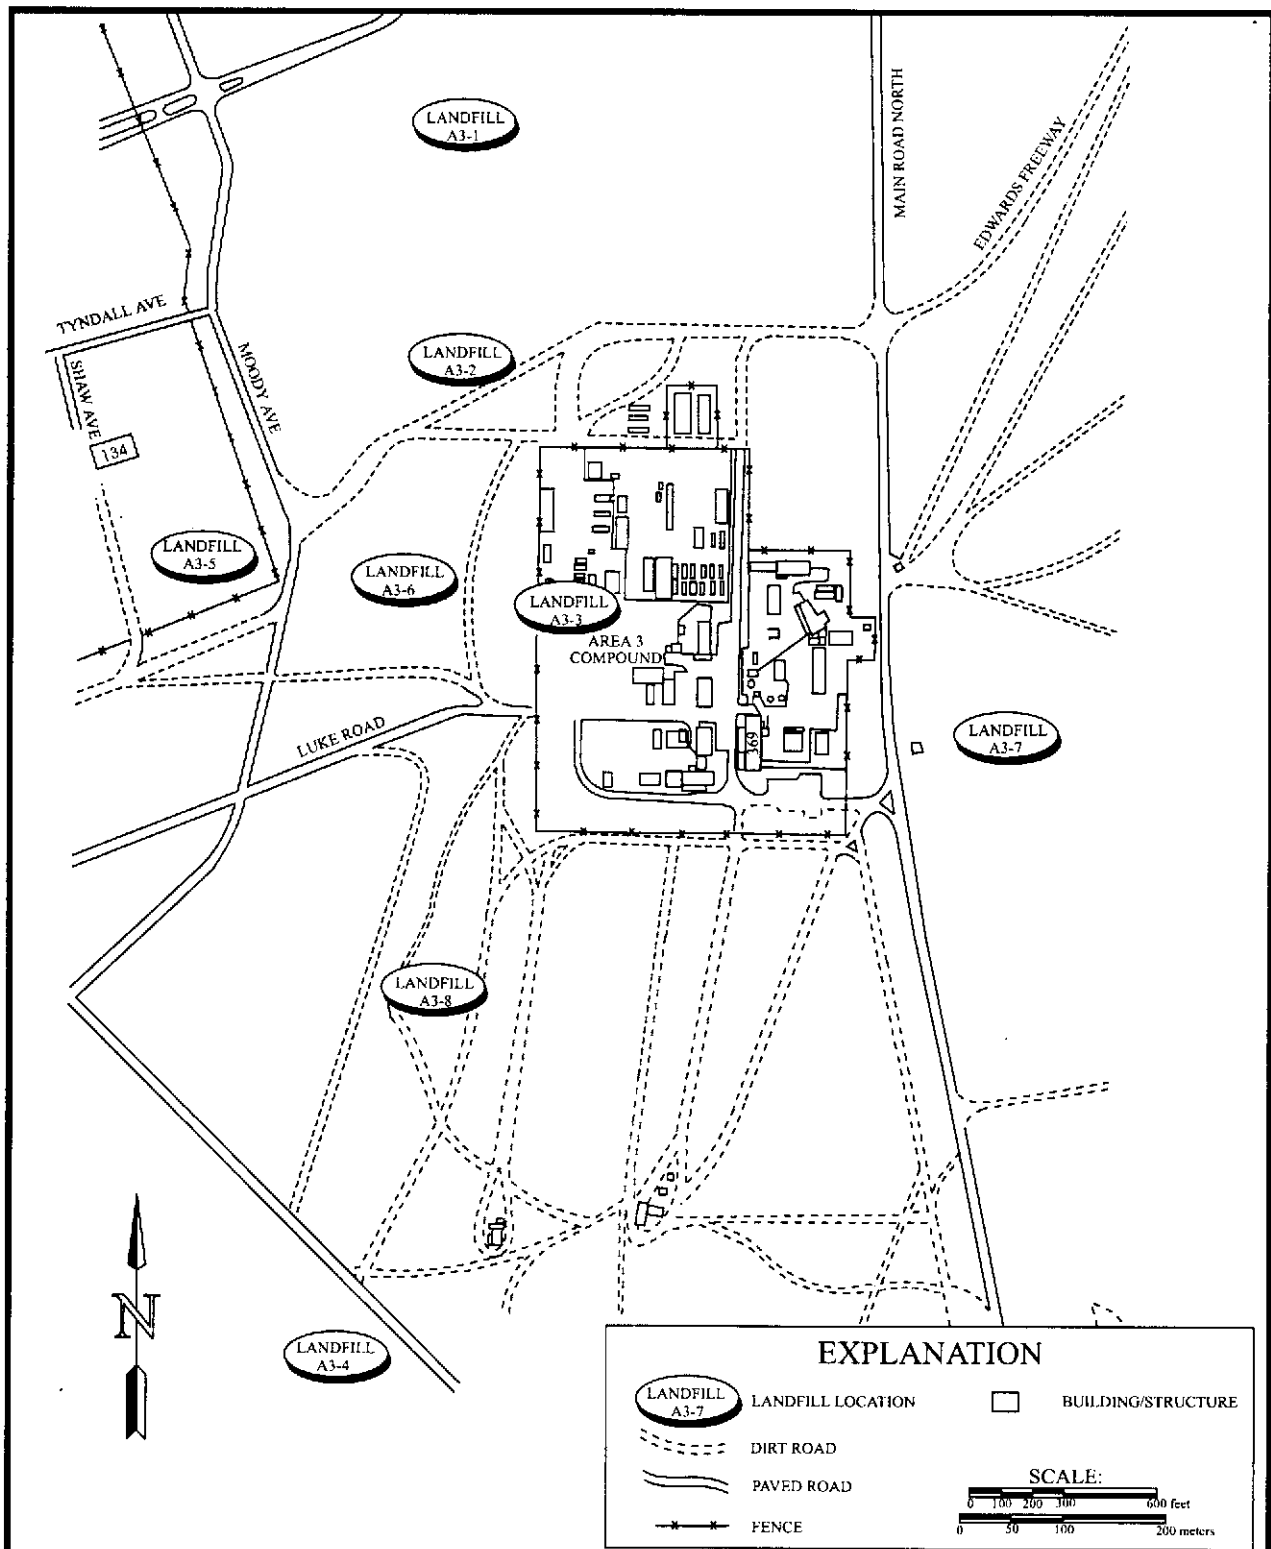 LANDFILL
A3-1
MAIN ROAD NORTH
EDWARDS FREEWAY
TYNDALL AVE
SHAW AVE
MOODY AVE
134
LANDFILL
A3-2
LANDFILL
A3-5
LANDFILL
A3-6
LANDFILL
A3-3
AREA 3
COMPOUND
LUKE ROAD
369
LANDFILL
A3-7
LANDFILL
A3-8
N
LANDFILL
A3-4
EXPLANATION
LANDFILL
A3-7
LANDFILL LOCATION
BUILDING/STRUCTURE
DIRT ROAD
PAVED ROAD
FENCE
SCALE:
0 100 200 300 600 feet
0 50 100 200 meters